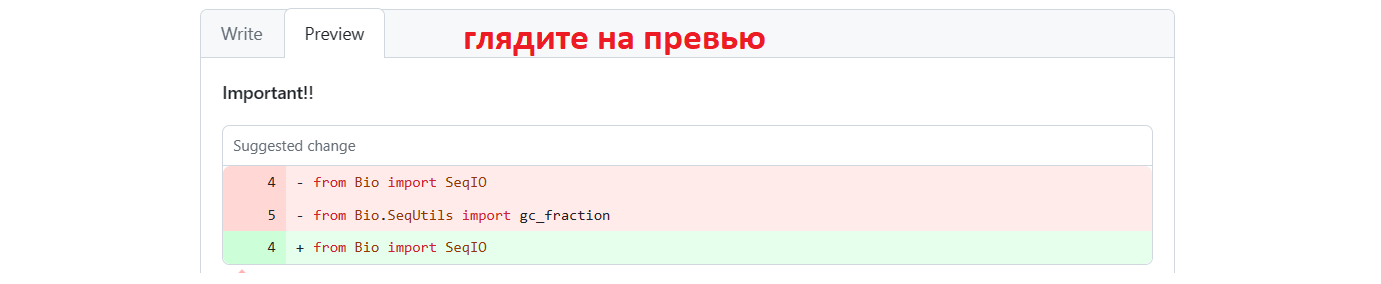 Write Preview глядите на превью
Important!!
Suggested change
4 - from Bio import SeqIO
5 - from Bio.SeqUtils import gc_fraction
4 + from Bio import SeqIO